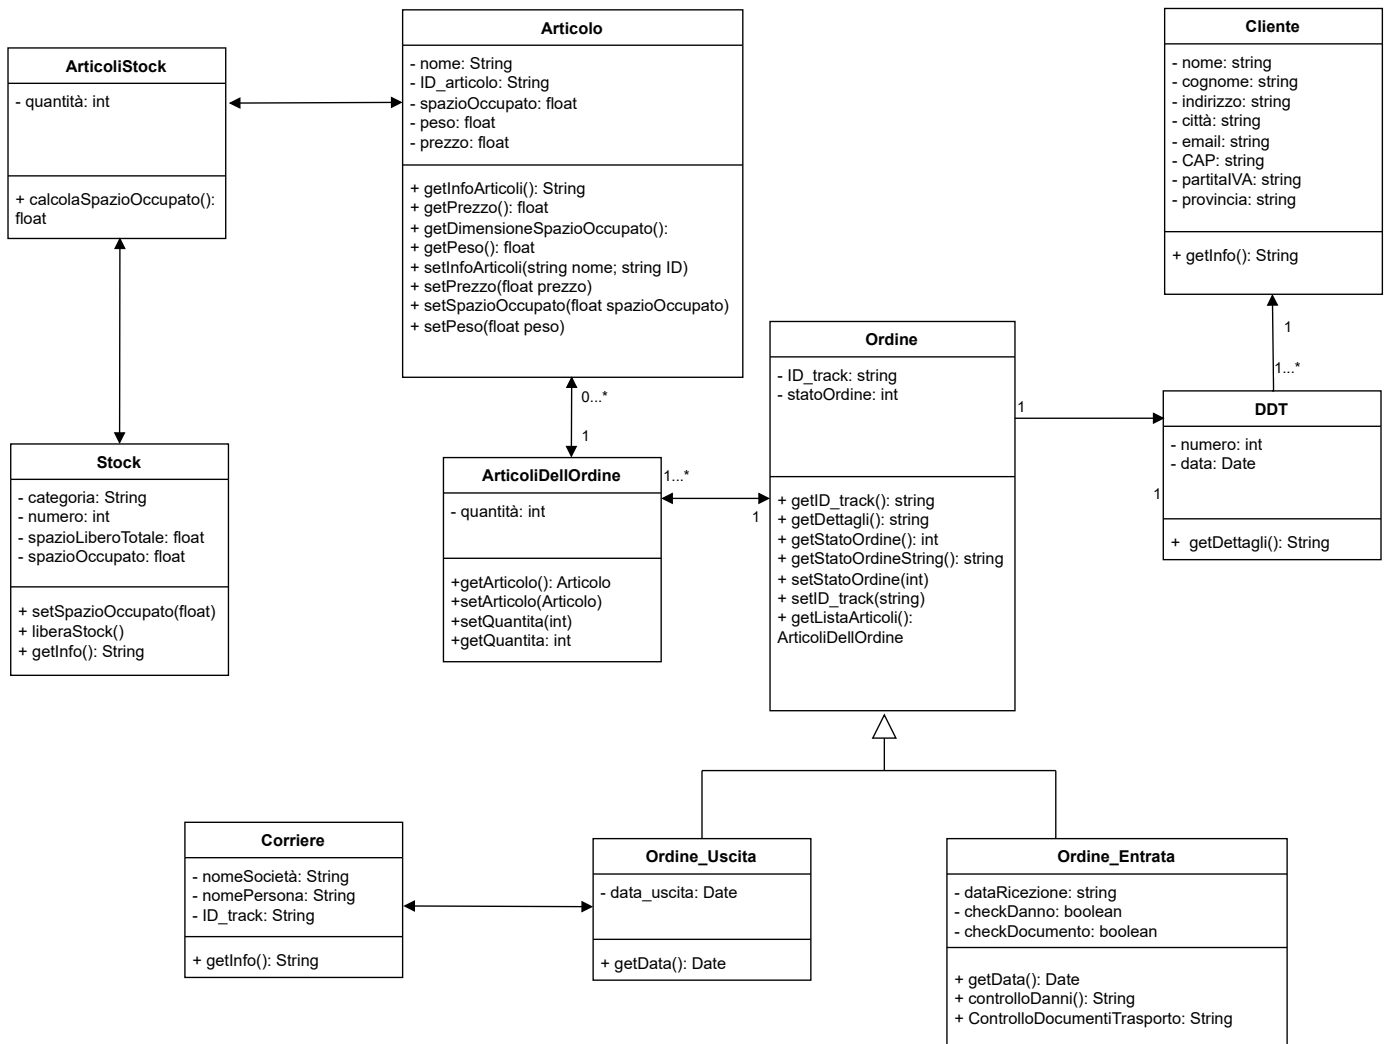 ArticoliStock
- quantità: int
+ calcolaSpazioOccupato():
float
Articolo
- nome: String
- ID_articolo: String
- spazioOccupato: float
- peso: float
- prezzo: float
+ getInfoArticoli(): String
+ getPrezzo(): float
+ getDimensioneSpazioOccupato():
+ getPeso(): float
+ setInfoArticoli(string nome; string ID)
+ setPrezzo(float prezzo)
+ setSpazioOccupato(float spazioOccupato)
+ setPeso(float peso)
Cliente
- nome: string
- cognome: string
- indirizzo: string
- città: string
- email: string
- CAP: string
- partitaIVA: string
- provincia: string
+ getInfo(): String
1
1...*
0...*
1
Stock
- categoria: String
- numero: int
- spazioLiberoTotale: float
- spazioOccupato: float
+ setSpazioOccupato(float)
+ liberaStock()
+ getInfo(): String
ArticoliDellOrdine
- quantità: int
+getArticolo(): Articolo
+setArticolo(Articolo)
+setQuantita(int)
+getQuantita: int
1...*
1
Ordine
- ID_track: string
- statoOrdine: int
+ getID_track(): string
+ getDettagli(): string
+ getStatoOrdine(): int
+ getStatoOrdineString(): string
+ setStatoOrdine(int)
+ setID_track(string)
+ getListaArticoli():
ArticoliDellOrdine
1
1
DDT
- numero: int
- data: Date
+  getDettagli(): String
Corriere
- nomeSocietà: String
- nomePersona: String
- ID_track: String
+ getInfo(): String
Ordine_Uscita
- data_uscita: Date
+ getData(): Date
Ordine_Entrata
- dataRicezione: string
- checkDanno: boolean
- checkDocumento: boolean
+ getData(): Date
+ controlloDanni(): String
+ ControlloDocumentiTrasporto: String